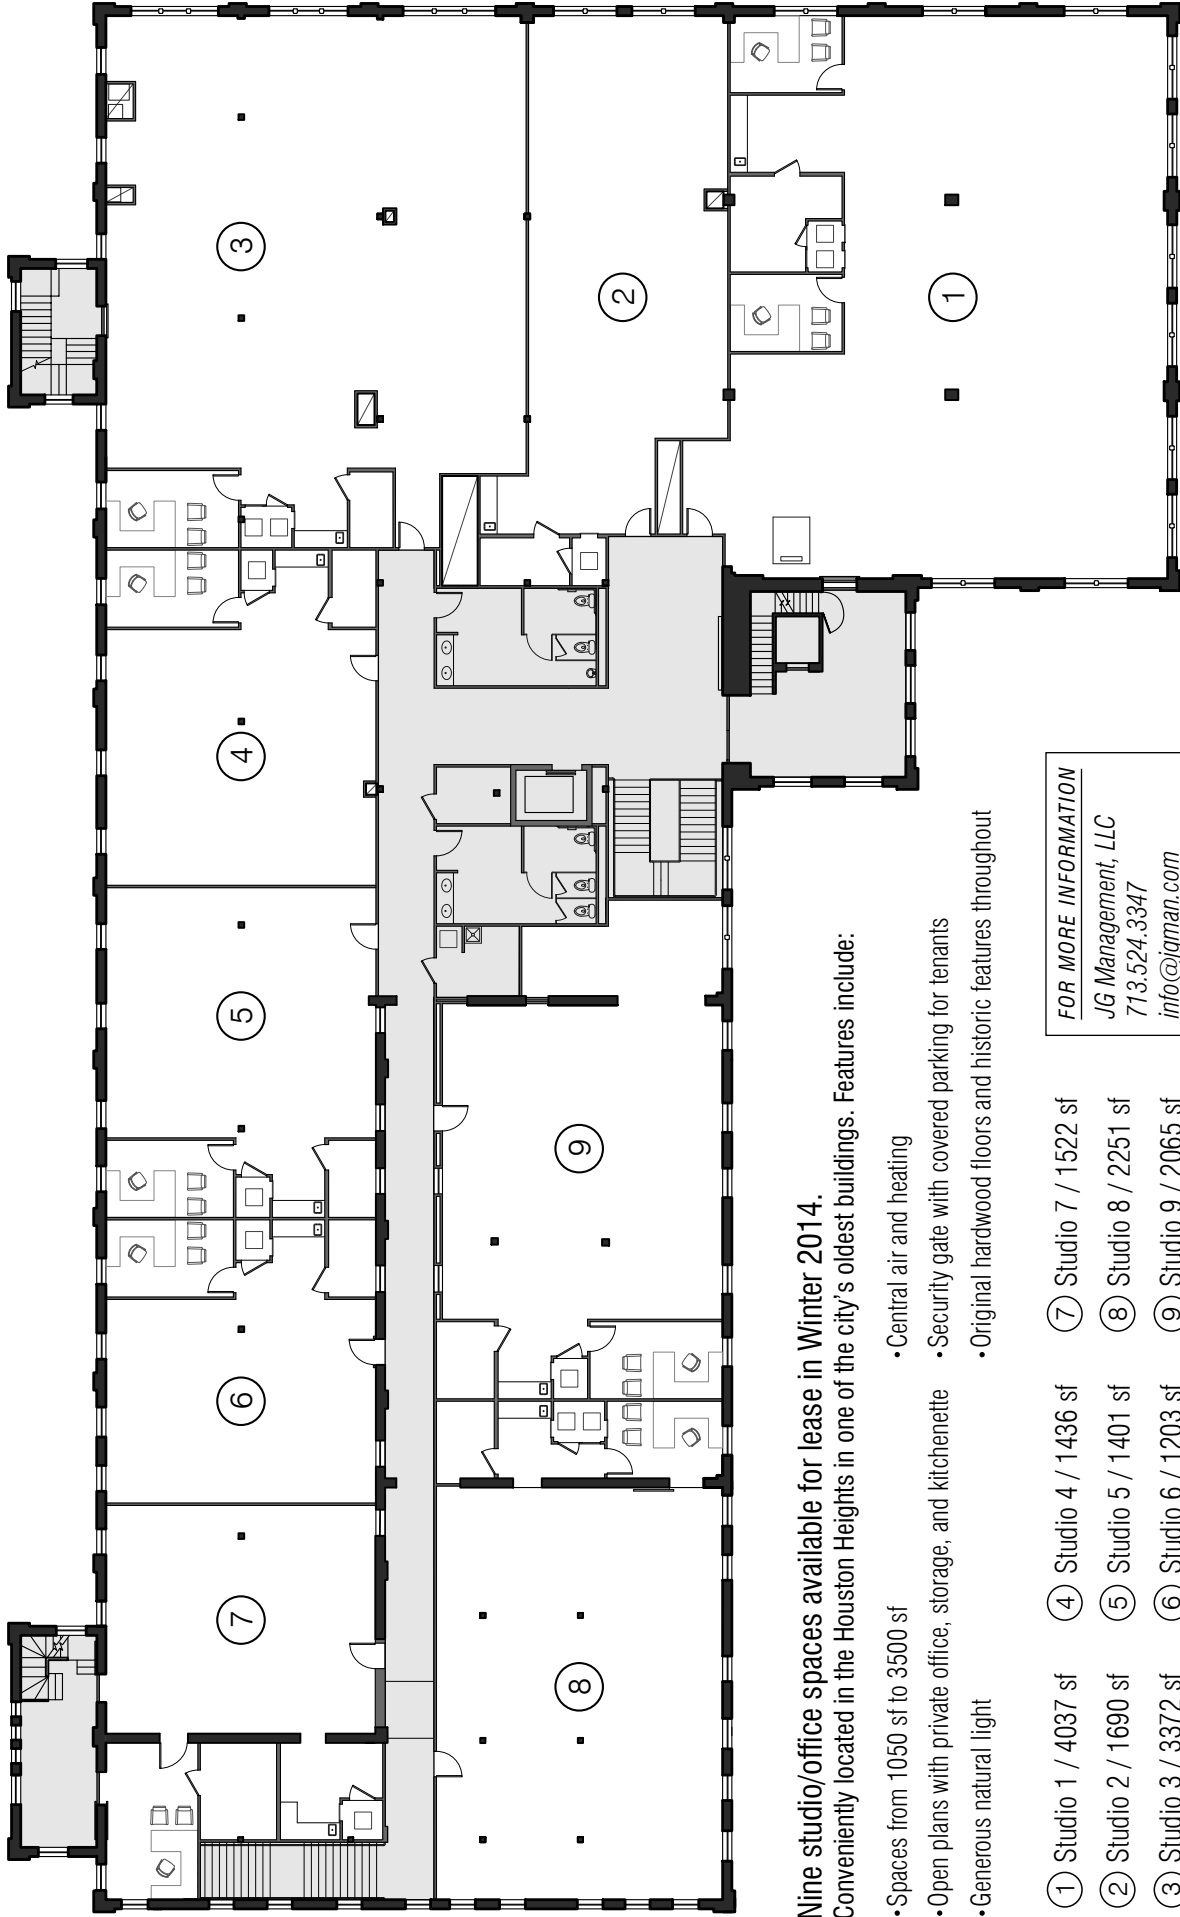 3
2
1
4
5
9
6
7
8
Nine studio/office spaces available for lease in Winter 2014.
Conveniently located in the Houston Heights in one of the city’s oldest buildings. Features include:
• Spaces from 1050 sf to 3500 sf
• Open plans with private office, storage, and kitchenette
• Generous natural light
• Central air and heating
• Security gate with covered parking for tenants
• Original hardwood floors and historic features throughout
1 Studio 1 / 4037 sf
2 Studio 2 / 1690 sf
3 Studio 3 / 3372 sf
4 Studio 4 / 1436 sf
5 Studio 5 / 1401 sf
6 Studio 6 / 1203 sf
7 Studio 7 / 1522 sf
8 Studio 8 / 2251 sf
9 Studio 9 / 2065 sf
FOR MORE INFORMATION
JG Management, LLC
713.524.3347
info@jgman.com